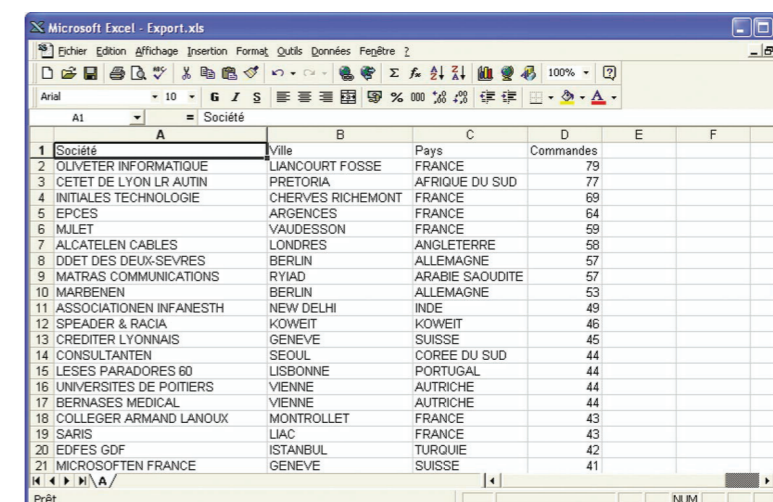 Microsoft Excel - Export.xls
Fichier Edition Affichage Insertion Format Outils Données Fenêtre ?
100%
Arial 10 G I S % 000
A1 = Société
A B C D E F
1 Société Ville Pays Commandes
2 OLIVETER INFORMATIQUE LIANCOURT FOSSE FRANCE 79
3 CETET DE LYON LR AUTIN PRETORIA AFRIQUE DU SUD 77
4 INITIALES TECHNOLOGIE CHERVES RICHEMONT FRANCE 69
5 EPCES ARGENCES FRANCE 64
6 MJLET VAUDESSON FRANCE 59
7 ALCATELEN CABLES LONDRES ANGLETERRE 58
8 DDET DES DEUX-SEVRES BERLIN ALLEMAGNE 57
9 MATRAS COMMUNICATIONS RYIAD ARABIE SAOUDITE 57
10 MARBENEN BERLIN ALLEMAGNE 53
11 ASSOCIATIONEN INFANESTH NEW DELHI INDE 49
12 SPEADER & RACIA KOWEIT KOWEIT 46
13 CREDITER LYONNAIS GENEVE SUISSE 45
14 CONSULTANTEN SEOUL COREE DU SUD 44
15 LESES PARADORES 60 LISBONNE PORTUGAL 44
16 UNIVERSITES DE POITIERS VIENNE AUTRICHE 44
17 BERNASES MEDICAL VIENNE AUTRICHE 44
18 COLLEGER ARMAND LANOUX MONTROLLET FRANCE 43
19 SARIS LIAC FRANCE 43
20 EDFES GDF ISTANBUL TURQUIE 42
21 MICROSOFTEN FRANCE GENEVE SUISSE 41
A
Prêt NUM